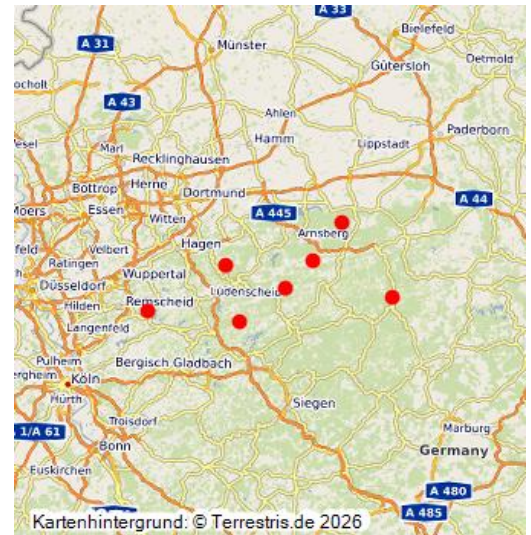 A 33
A 31
Bielefeld
Münster
Detmold
Gütersloh
ocholt
A 43
Ahlen
Paderborn
esel
Marl
Hamm
Lippstadt
Recklinghausen
Bottrop
Herne
Dortmund
A 44
Moers
Essen
Witten
A 445
Arnsberg
feld
Velbert
Hagen
Ratingen
Wuppertal
Düsseldorf
Lüdenscheid
Hilden
Remscheid
Langenfeld
Pulheim
Bergisch Gladbach
ergheim
Köln
Hürth
Siegen
Troisdorf
Marburg
1/A 61
Bonn
Germany
Euskirchen
A 480
A 485
Kartenhintergrund: © Terrestris.de 2026